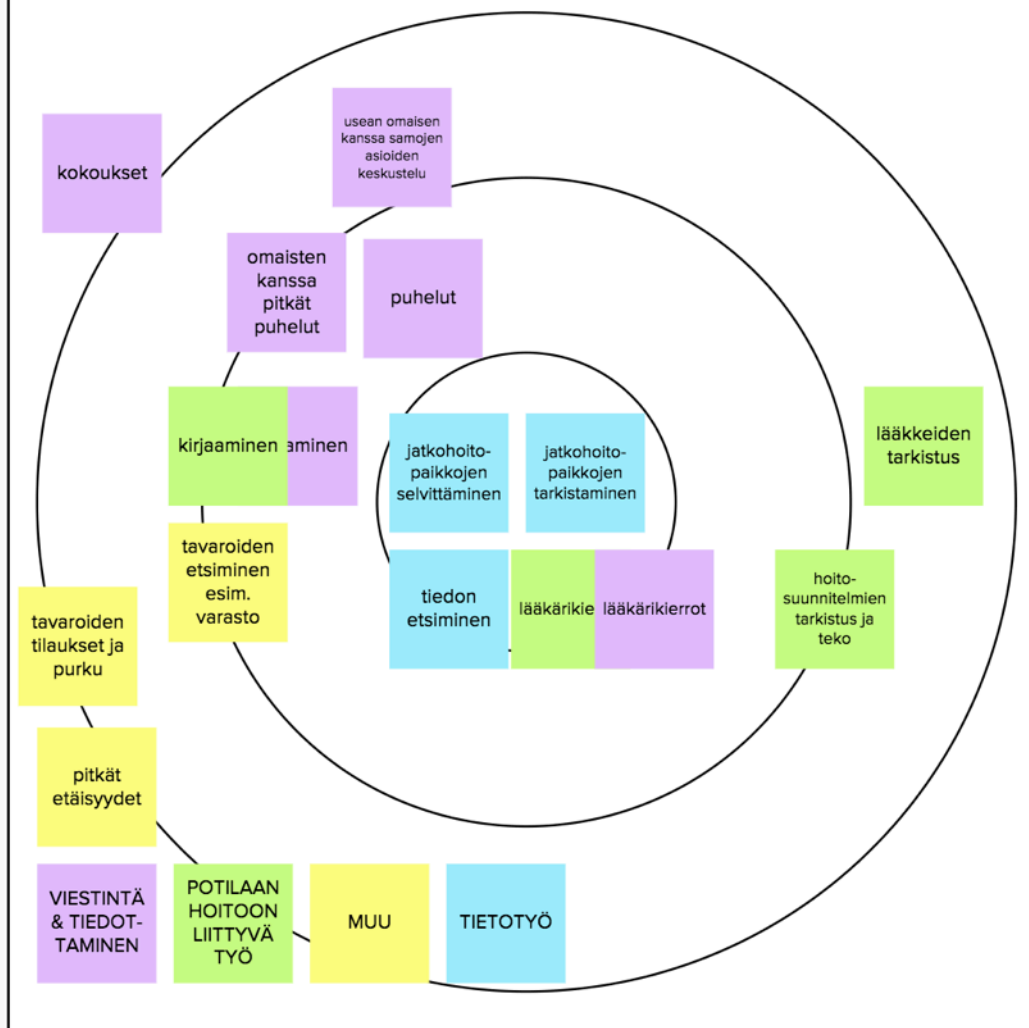 usean omaisen
kanssa samojen
asioiden
keskustelu
kokoukset
omaisten
kanssa
pitkät
puhelut
puhelut
kirjaaminen
aminen
jatkohoito-
paikkojen
selvittäminen
jatkohoito-
paikkojen
tarkistaminen
lääkkeiden
tarkistus
tavaroiden
etsiminen
esim.
varasto
tiedon
etsiminen
lääkärikie
lääkärikierrot
hoito-
suunnitelmien
tarkistus ja
teko
tavaroiden
tilaukset ja
purku
pitkät
etäisyydet
VIESTINTÄ
& TIEDOT-
TAMINEN
POTILAAN
HOITOON
LIITTYVÄ
TYÖ
MUU
TIETOTYÖ